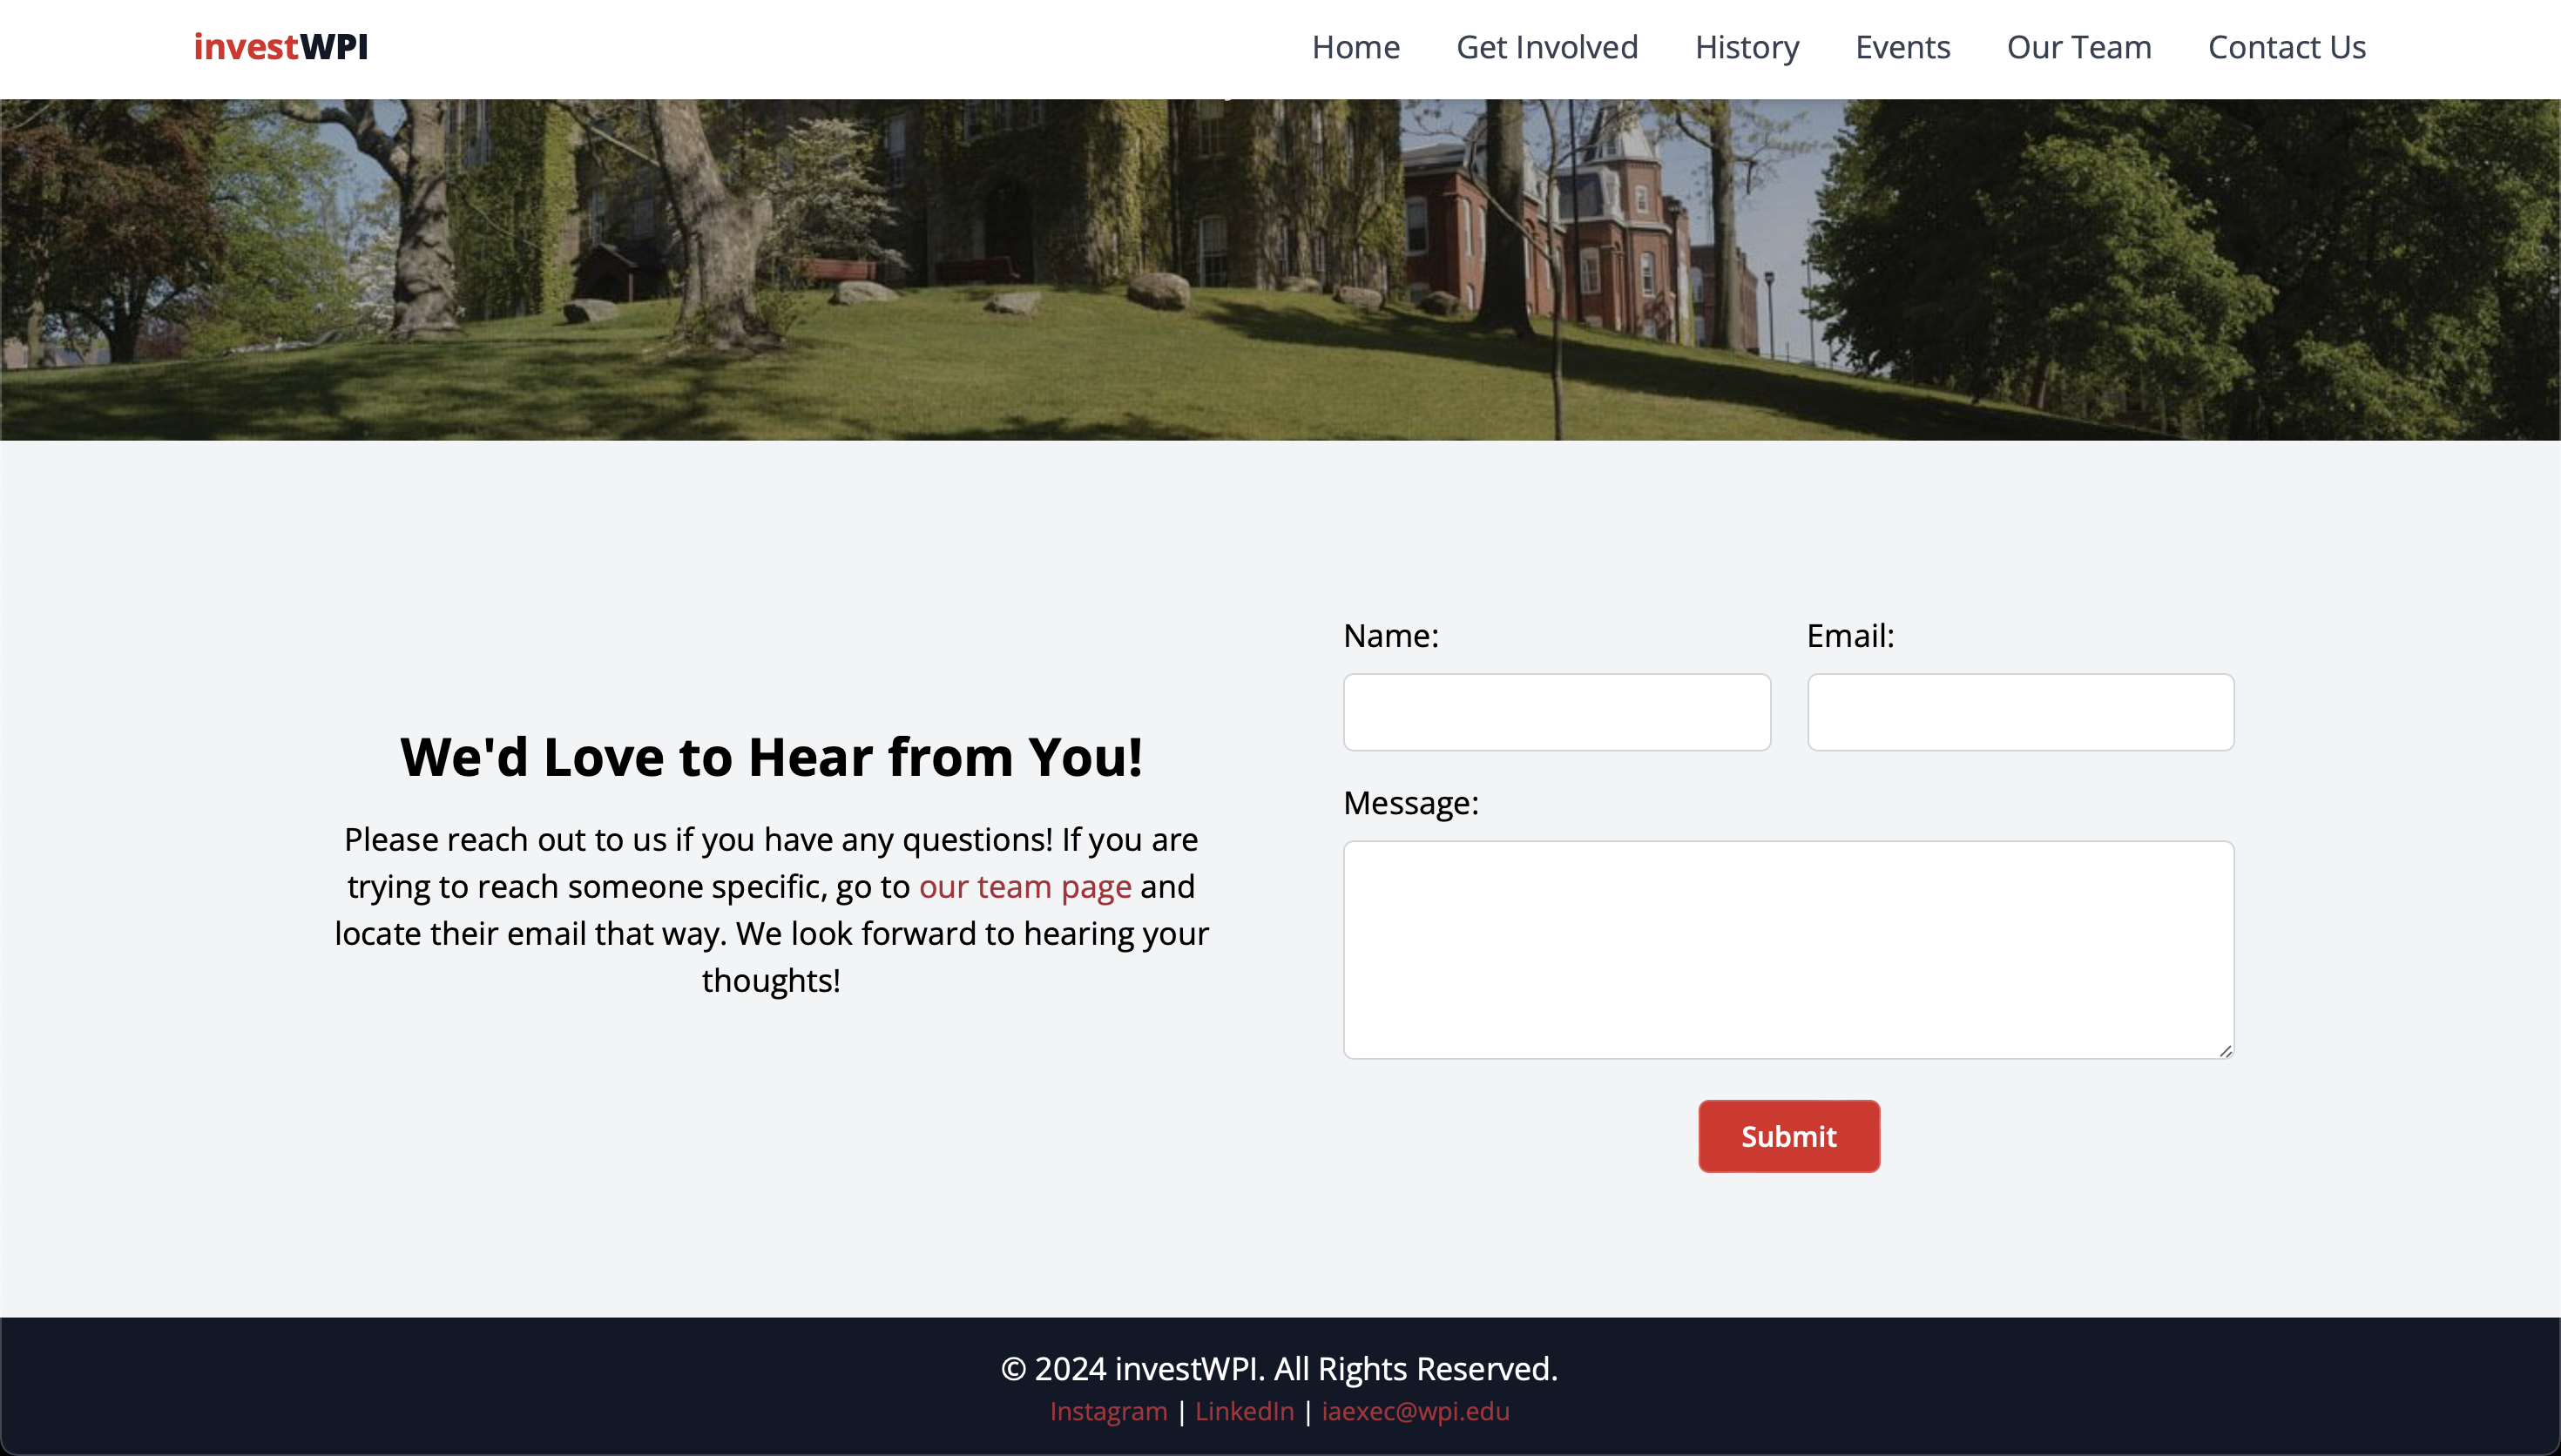 investWPI
Home Get Involved History Events Our Team Contact Us
We'd Love to Hear from You!
Please reach out to us if you have any questions! If you are
trying to reach someone specific, go to our team page and
locate their email that way. We look forward to hearing your
thoughts!
Name:
Email:
Message:
Submit
© 2024 investWPI. All Rights Reserved.
Instagram | LinkedIn | iaexec@wpi.edu